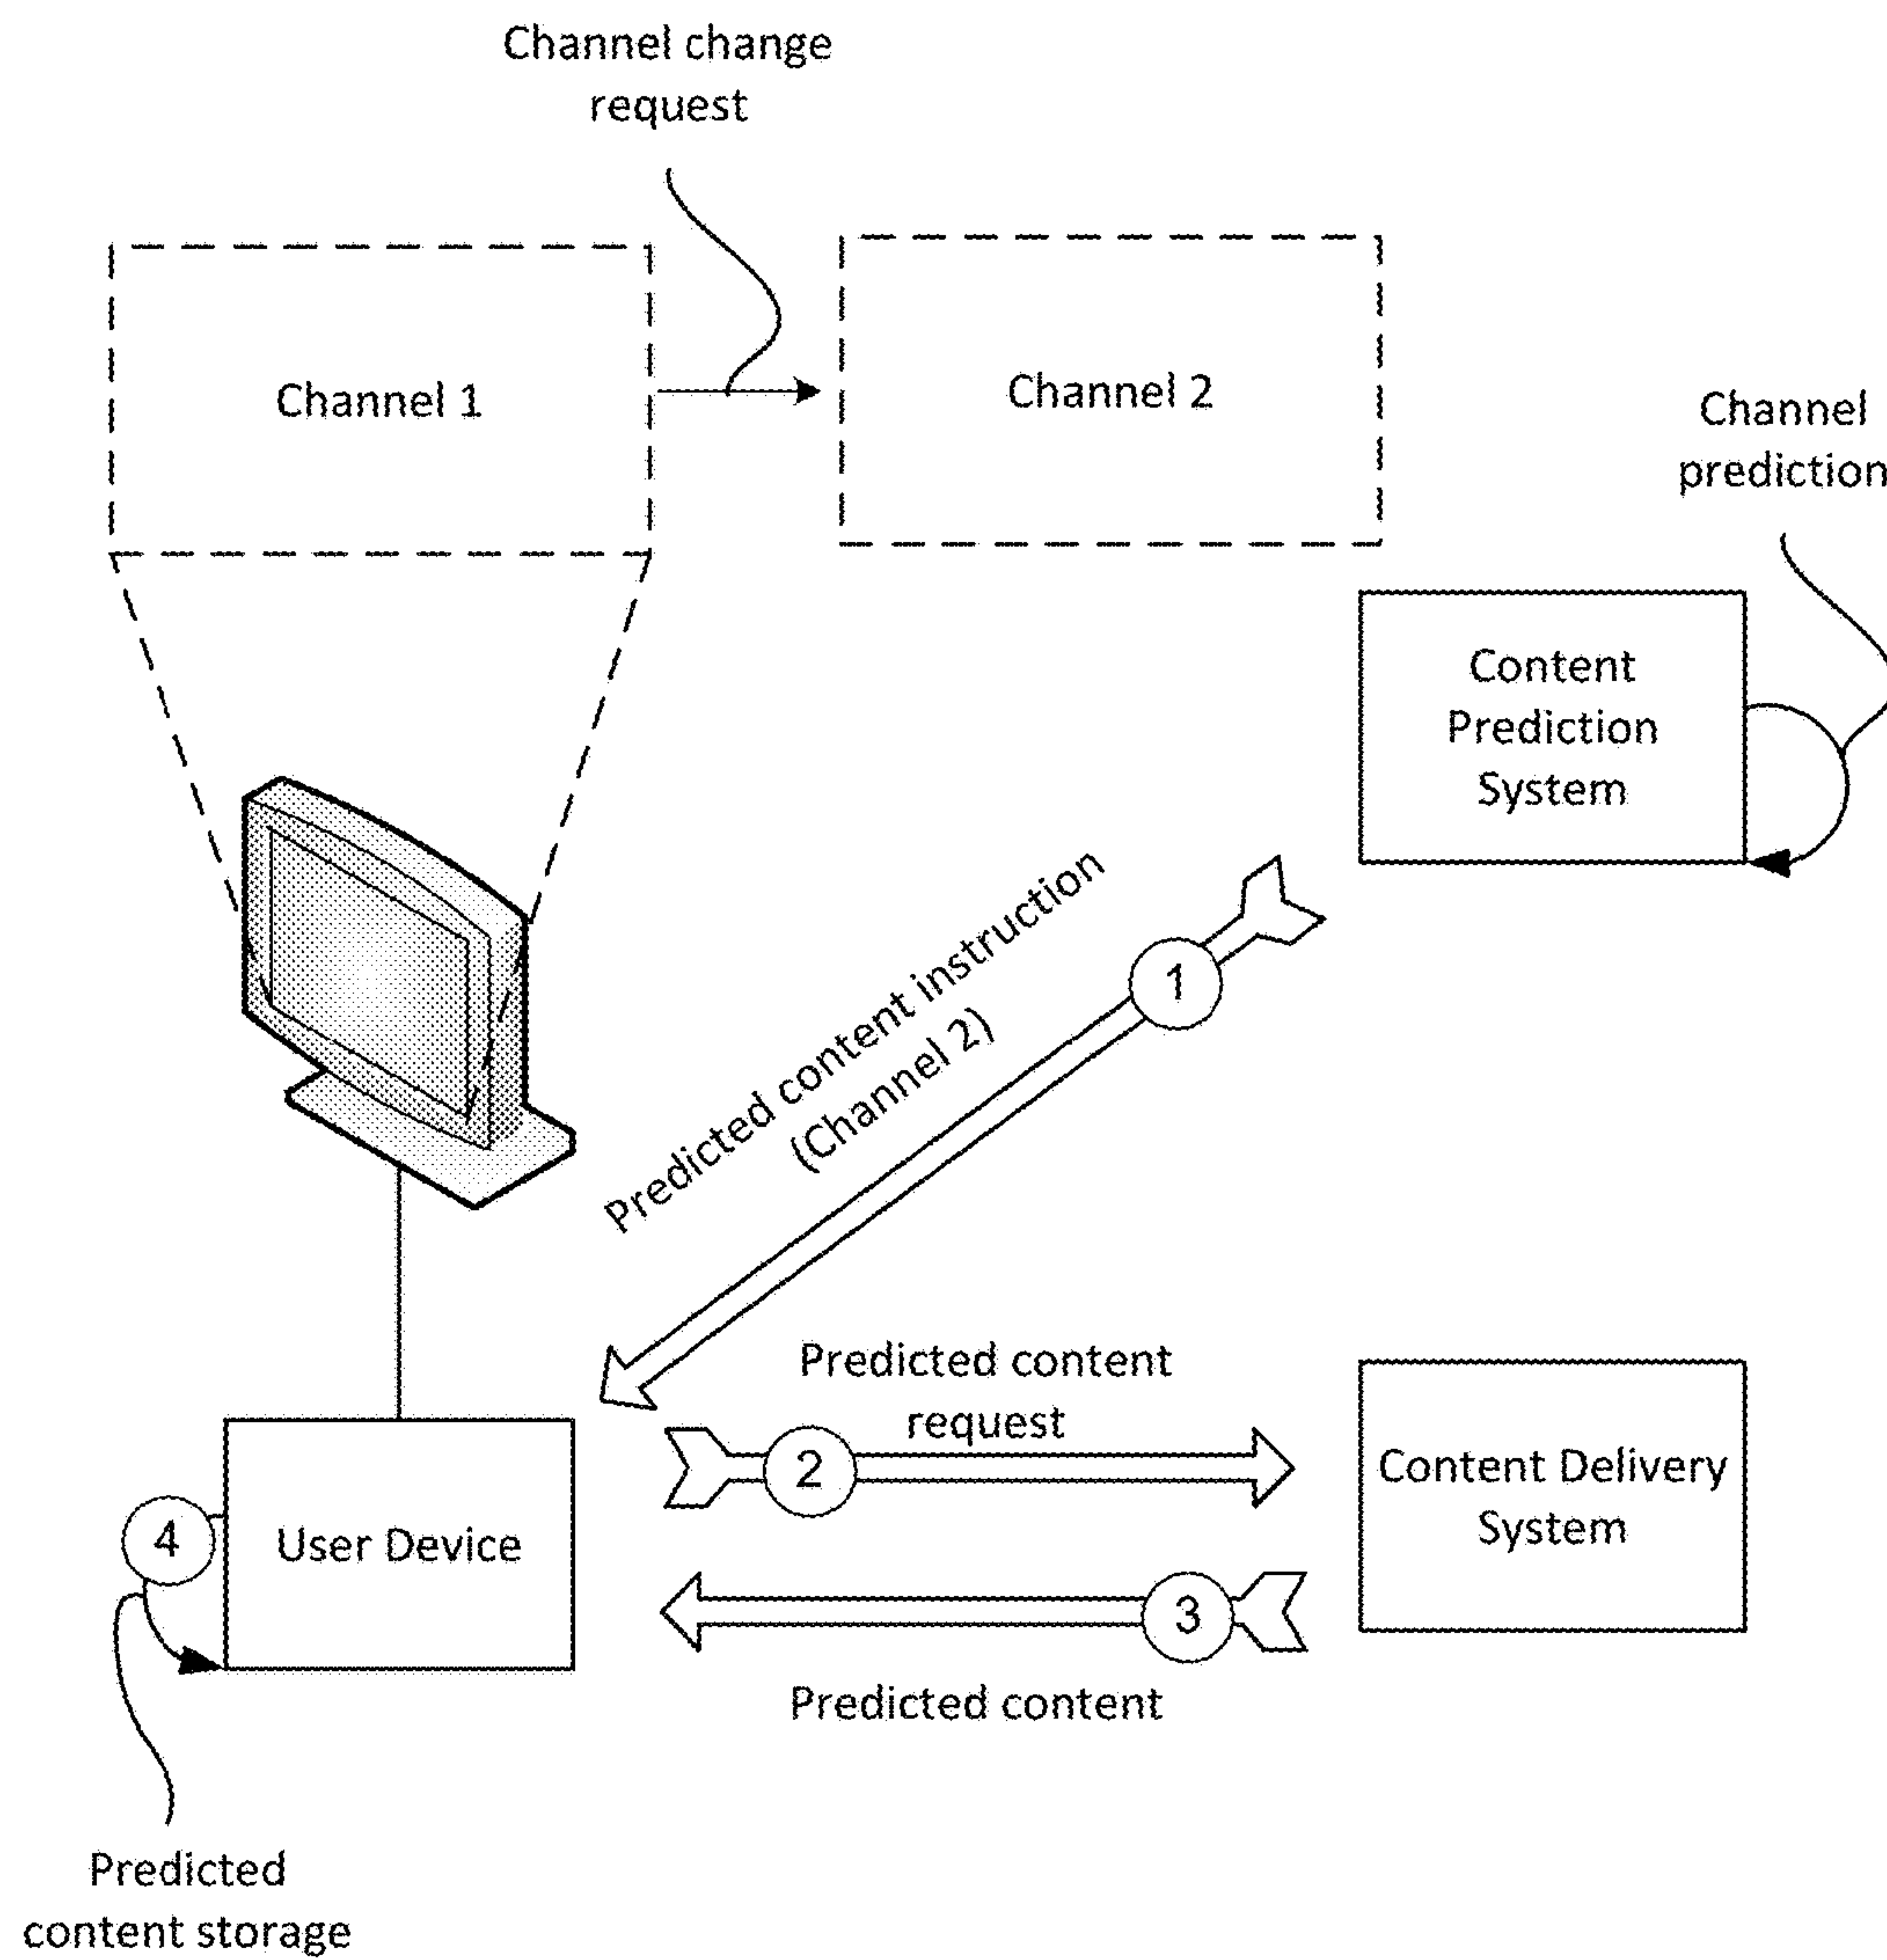 Channel change
request
Channel 1
Channel 2
Channel
prediction
Content
Prediction
System
Predicted content instruction
(Channel 2)
1
Predicted content
request
2
Content Delivery
System
4
User Device
3
Predicted content
Predicted
content storage